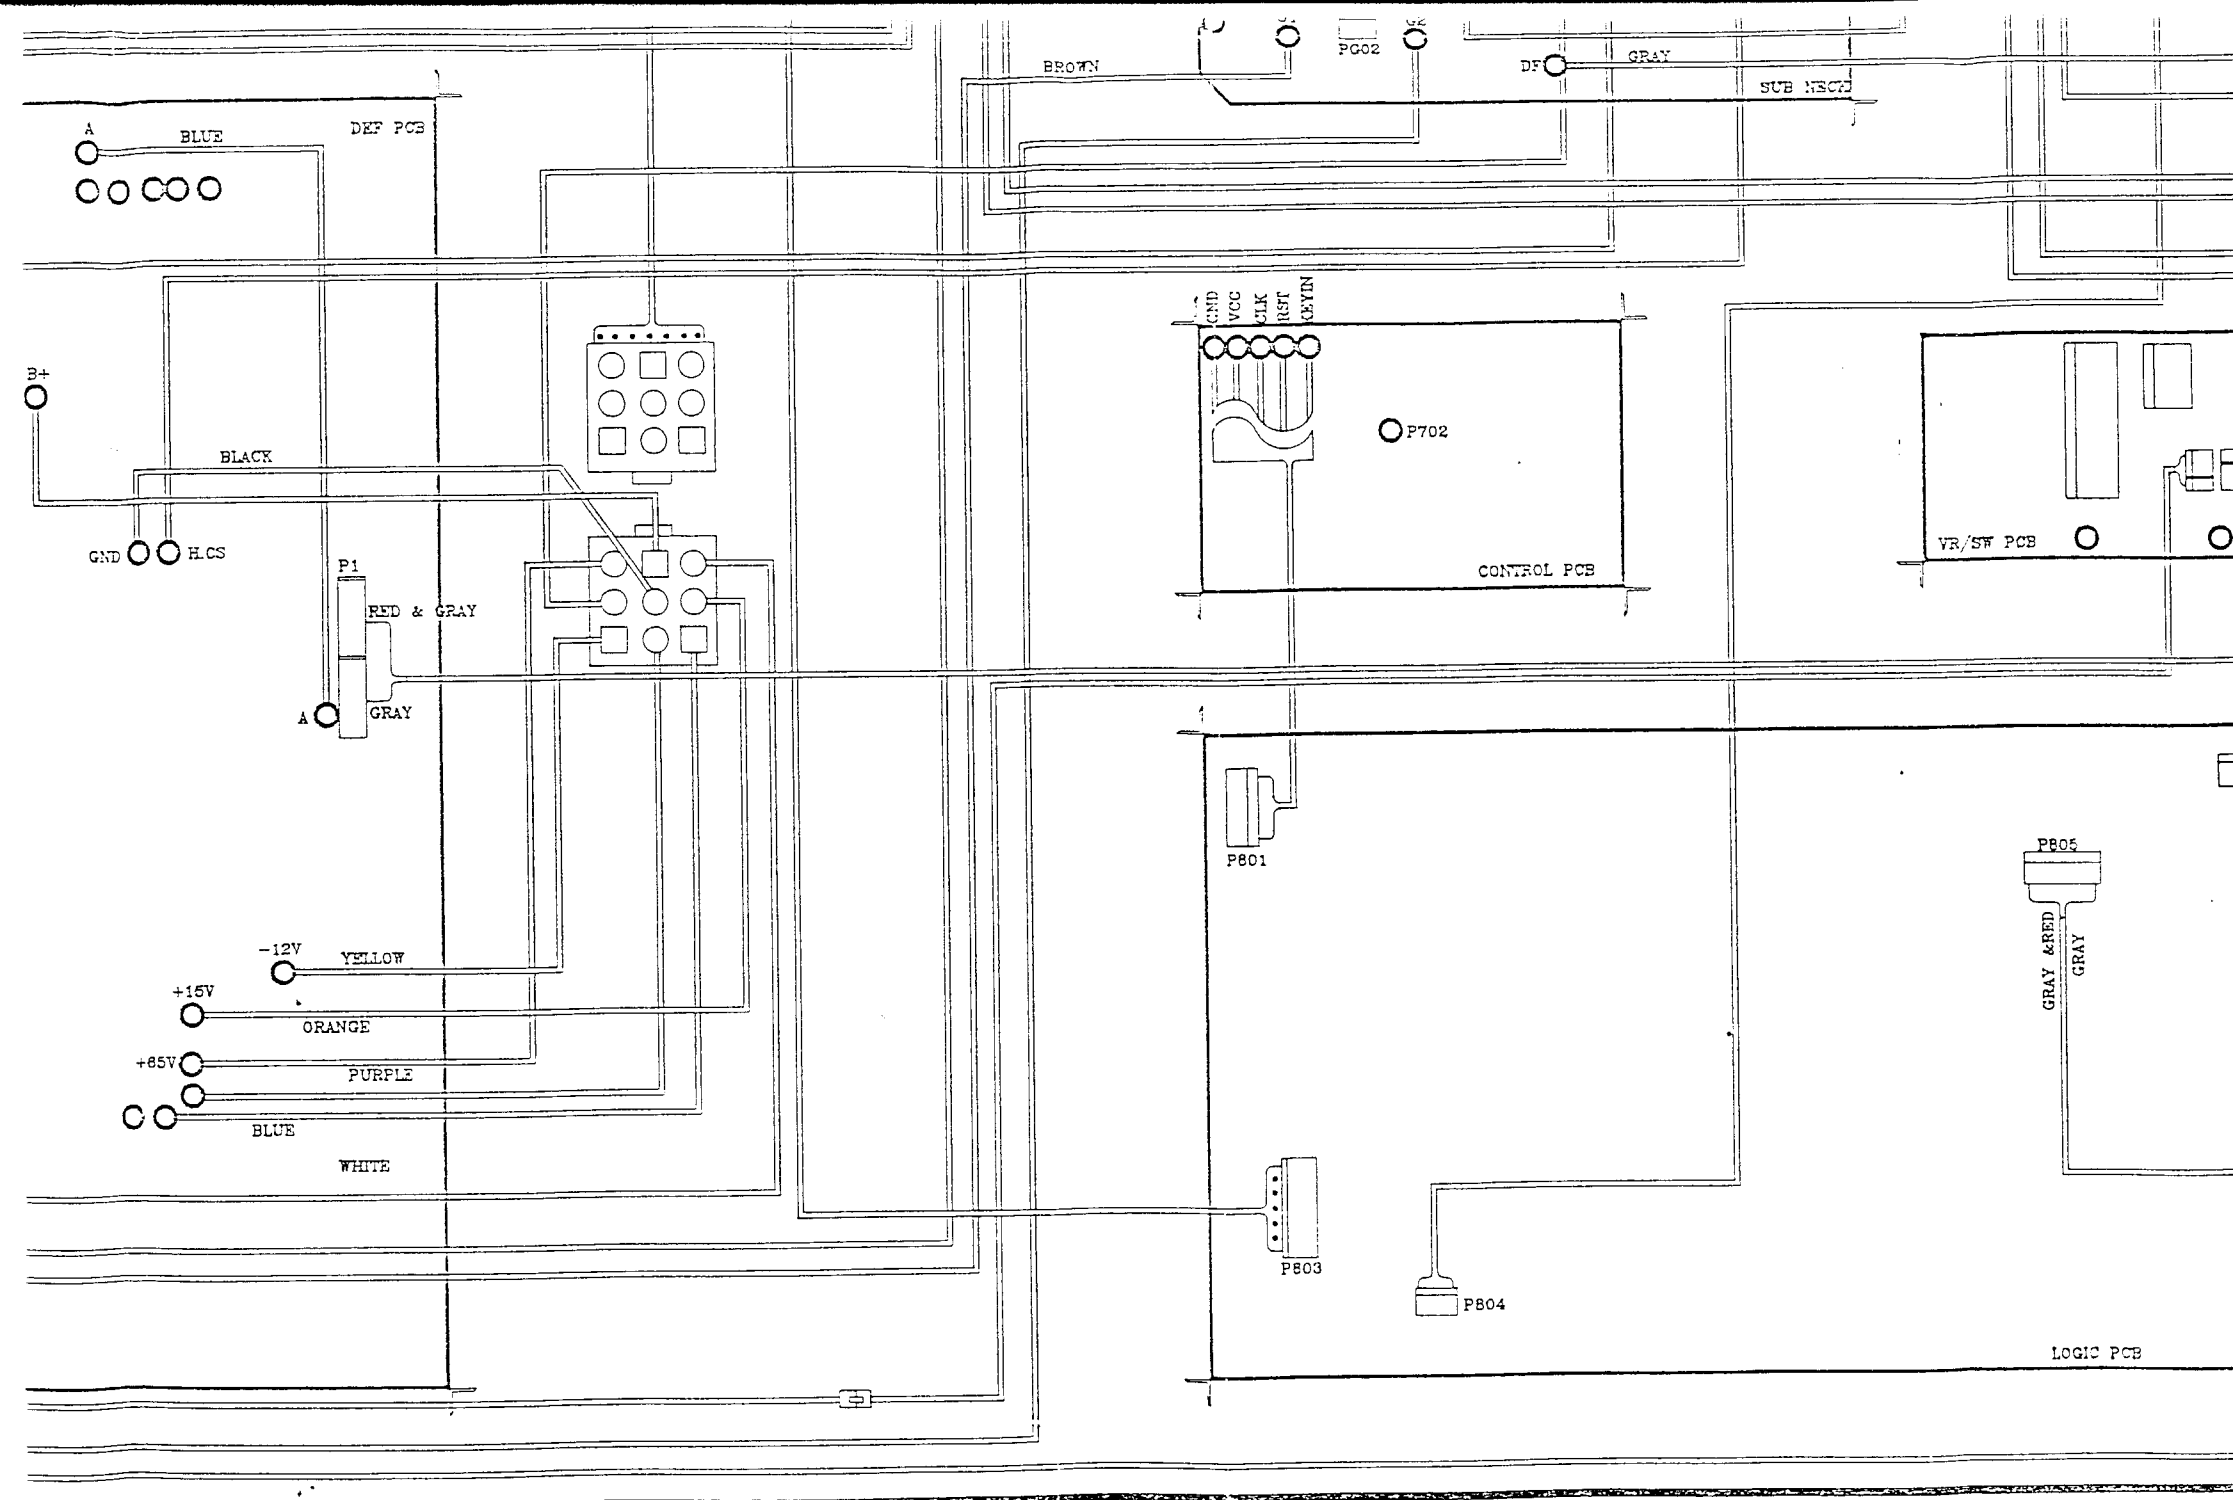 PG02
BROWN
DF
GRAY
SUB NECK
A
BLUE
DEF PCB
GND
VCC
CLK
RST
KEYIN
B+
P702
BLACK
GND
H.CS
VR/SW PCB
CONTROL PCB
P1
RED & GRAY
A
GRAY
P801
P805
GRAY &RED
GRAY
-12V
YELLOW
+15V
ORANGE
+85V
PURPLE
BLUE
WHITE
P803
P804
LOGIC PCB